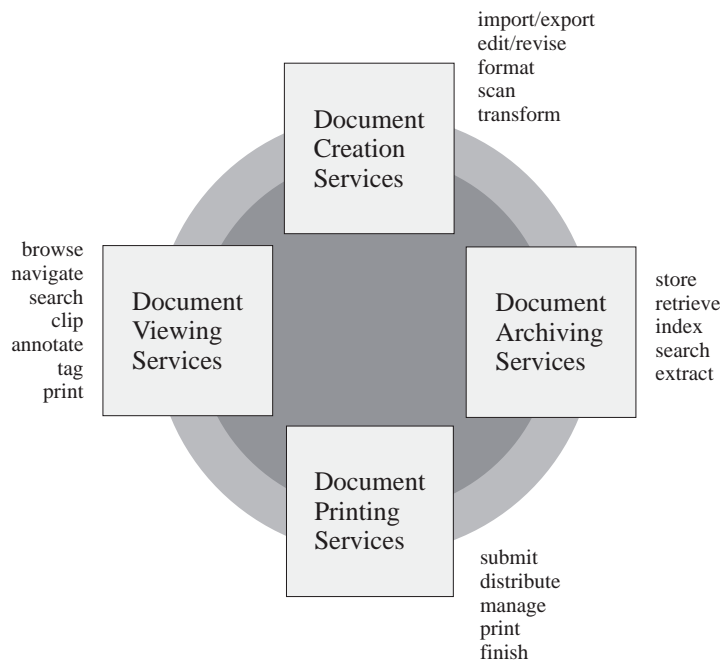 import/export
edit/revise
format
scan
transform
Document
Creation
Services
browse
navigate
search
clip
annotate
tag
print
Document
Viewing
Services
Document
Archiving
Services
store
retrieve
index
search
extract
Document
Printing
Services
submit
distribute
manage
print
finish